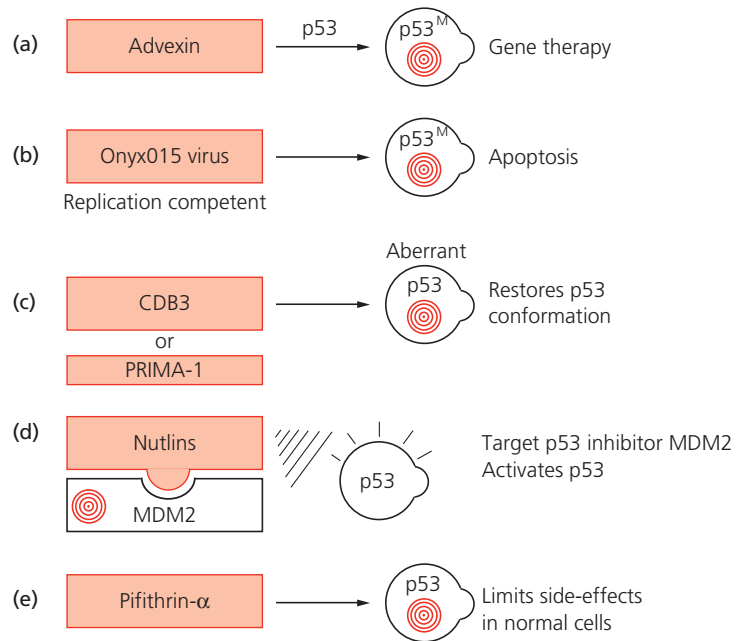 (a) Advexin p53 p53ᴹ Gene therapy
(b) Onyx015 virus p53ᴹ Apoptosis
Replication competent
Aberrant
(c) CDB3 p53 Restores p53
conformation
or
PRIMA-1
(d) Nutlins p53 Target p53 inhibitor MDM2
Activates p53
MDM2
(e) Pifithrin-α p53 Limits side-effects
in normal cells